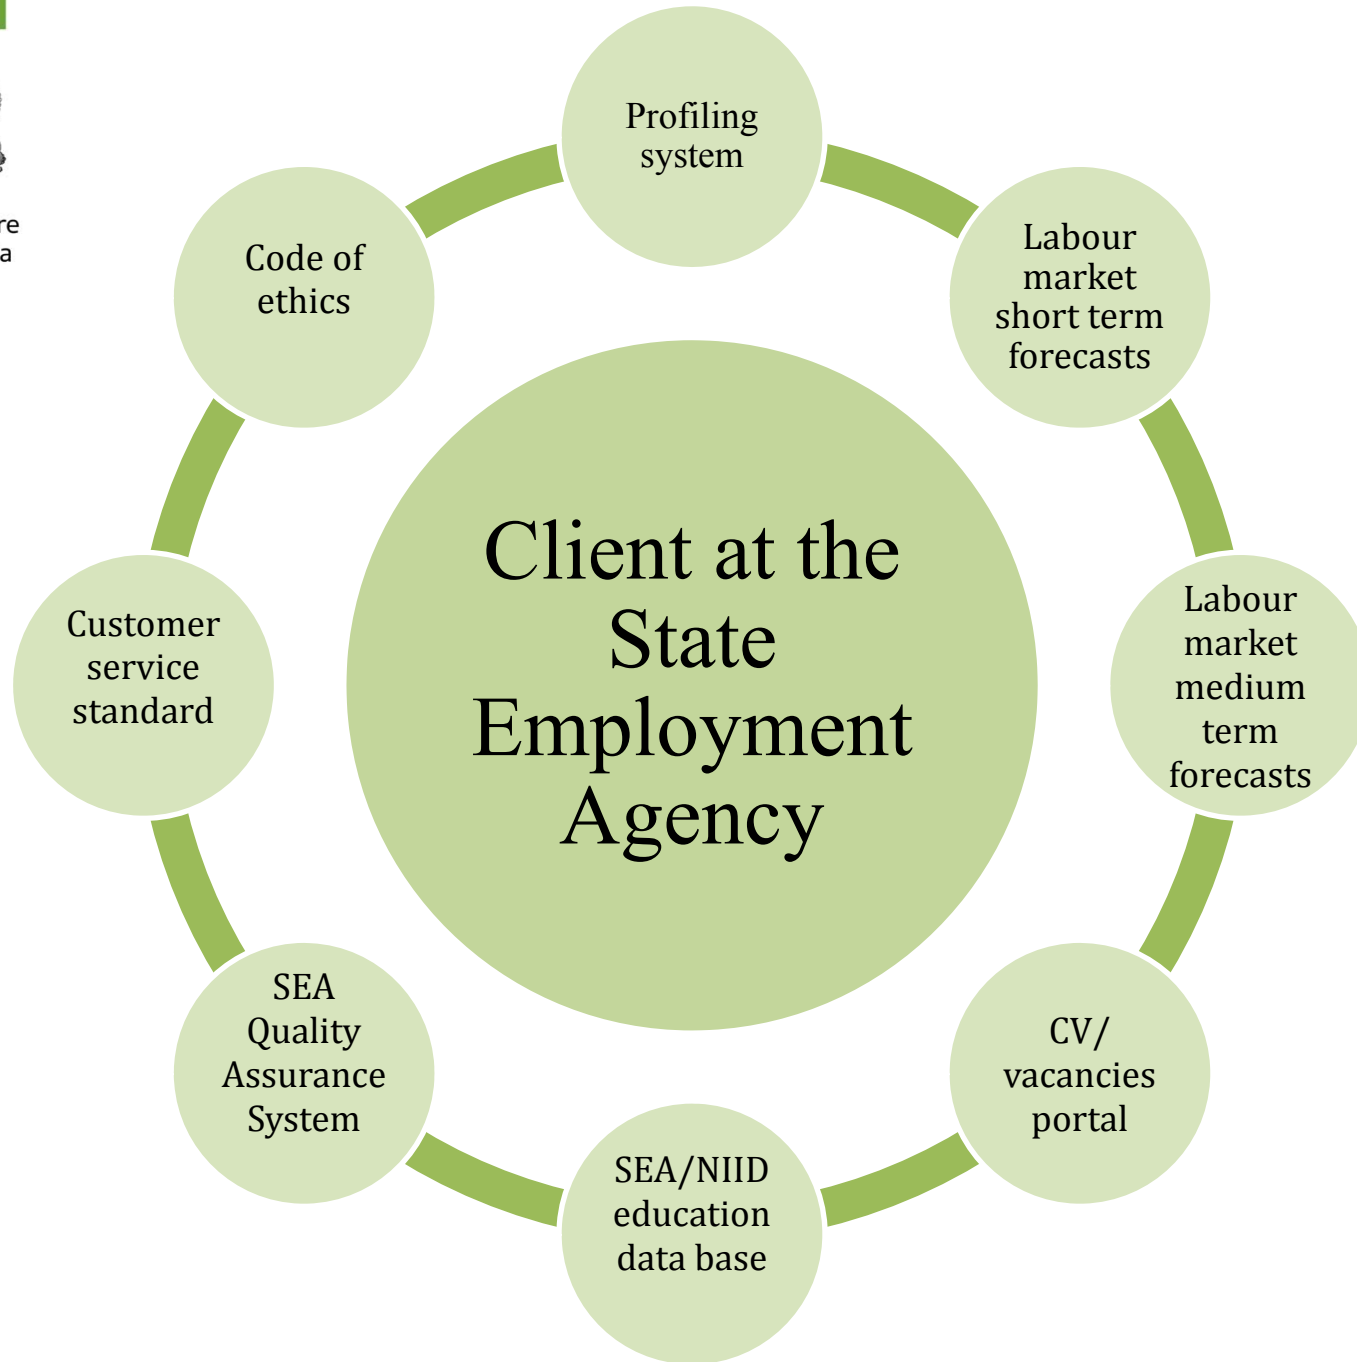 re
a
Profiling
system
Labour
market
short term
forecasts
Labour
market
medium
term
forecasts
CV/
vacancies
portal
SEA/NIID
education
data base
SEA
Quality
Assurance
System
Customer
service
standard
Code of
ethics
Client at the
State
Employment
Agency